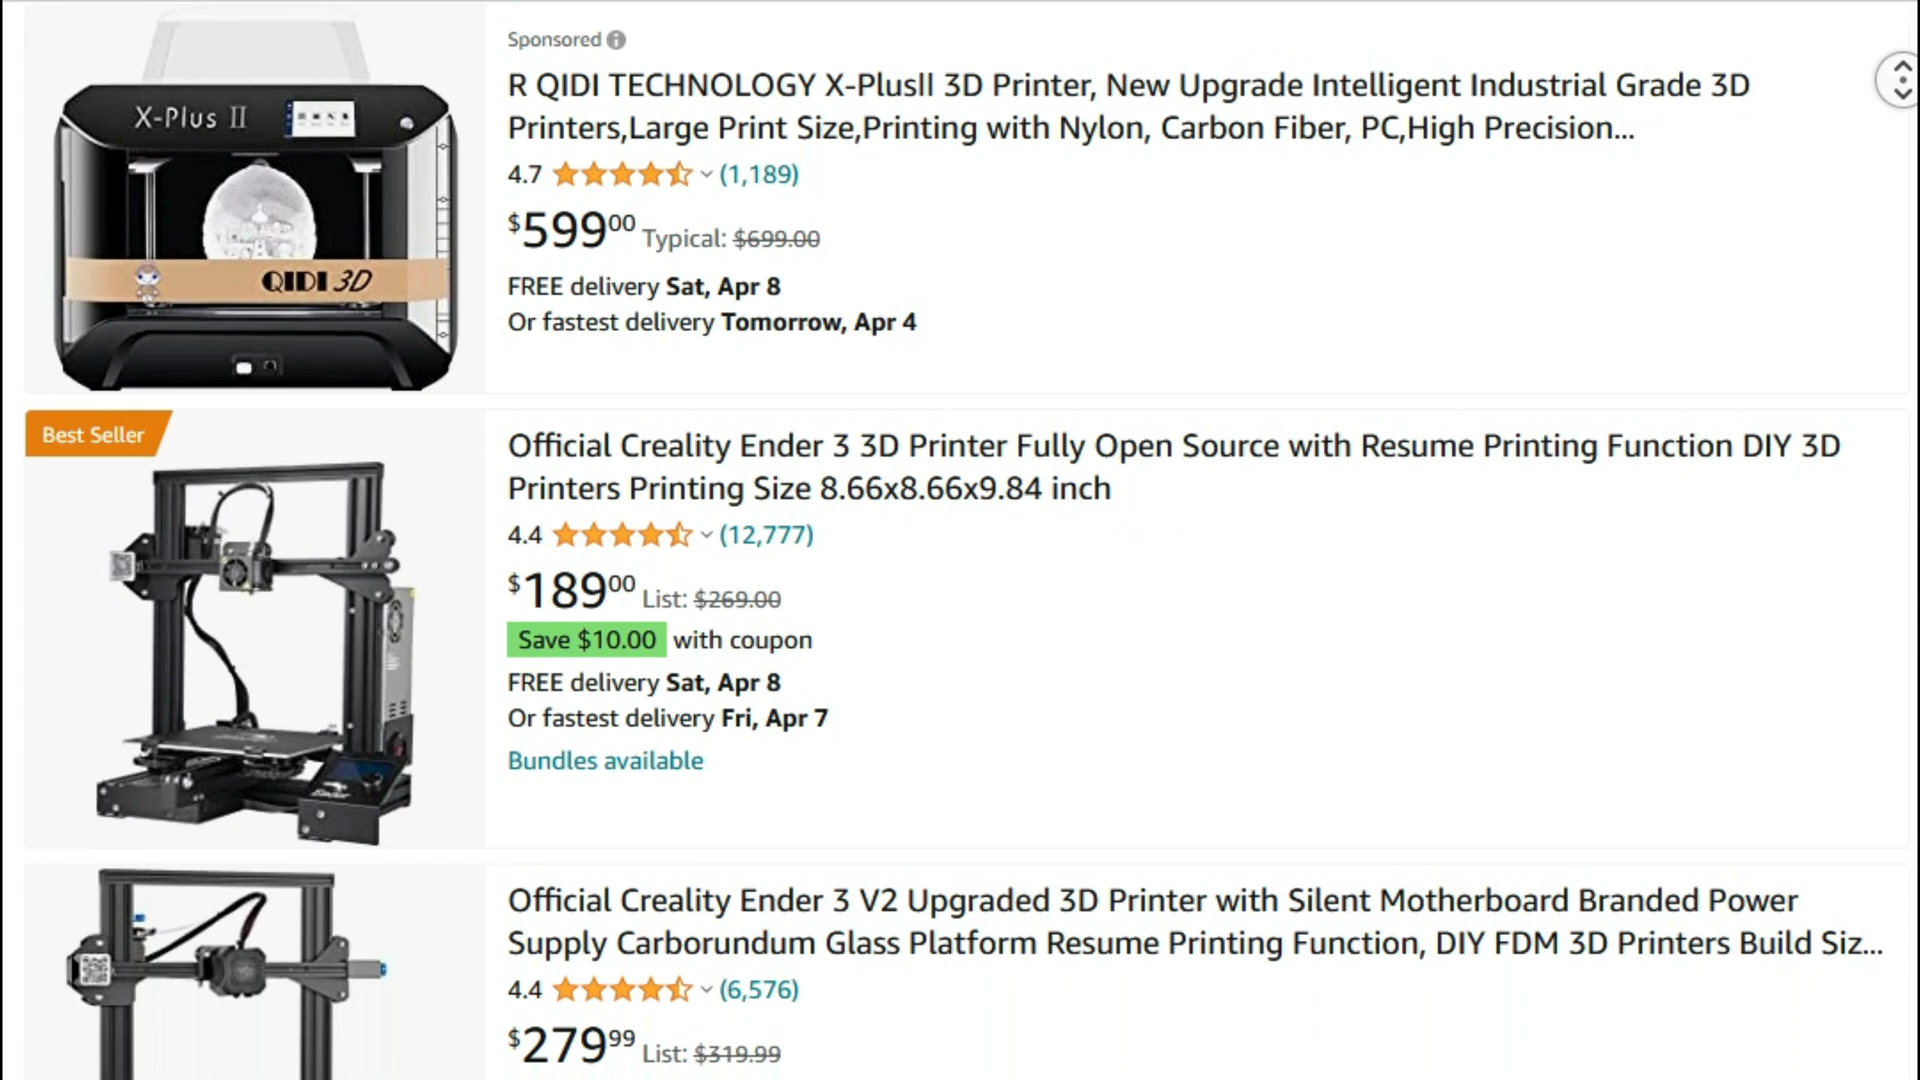 Sponsored
R QIDI TECHNOLOGY X-PlusII 3D Printer, New Upgrade Intelligent Industrial Grade 3D
Printers,Large Print Size,Printing with Nylon, Carbon Fiber, PC,High Precision...
4.7 (1,189)
$599.00 Typical: $699.00
FREE delivery Sat, Apr 8
Or fastest delivery Tomorrow, Apr 4
X-Plus II
QIDI 3D
Best Seller
Official Creality Ender 3 3D Printer Fully Open Source with Resume Printing Function DIY 3D
Printers Printing Size 8.66x8.66x9.84 inch
4.4 (12,777)
$189.00 List: $269.00
Save $10.00 with coupon
FREE delivery Sat, Apr 8
Or fastest delivery Fri, Apr 7
Bundles available
Official Creality Ender 3 V2 Upgraded 3D Printer with Silent Motherboard Branded Power
Supply Carborundum Glass Platform Resume Printing Function, DIY FDM 3D Printers Build Siz...
4.4 (6,576)
$279.99 List: $319.99